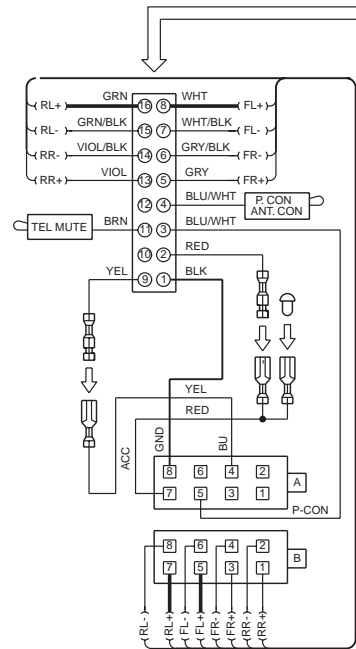 RL+ GRN 16 8 WHT FL+
RL- GRN/BLK 15 7 WHT/BLK FL-
RR- VIOL/BLK 14 6 GRY/BLK FR-
RR+ VIOL 13 5 GRY FR+
12 4 BLU/WHT P. CON
ANT. CON
TEL MUTE BRN 11 3 BLU/WHT
10 2 RED
YEL 9 1 BLK
YEL
RED
ACC
GND
BU
8 6 4 2
A
7 5 3 1
P-CON
8 6 4 2
B
7 5 3 1
RL- RL+ FL- FL+ FR- FR+ RR- RR+